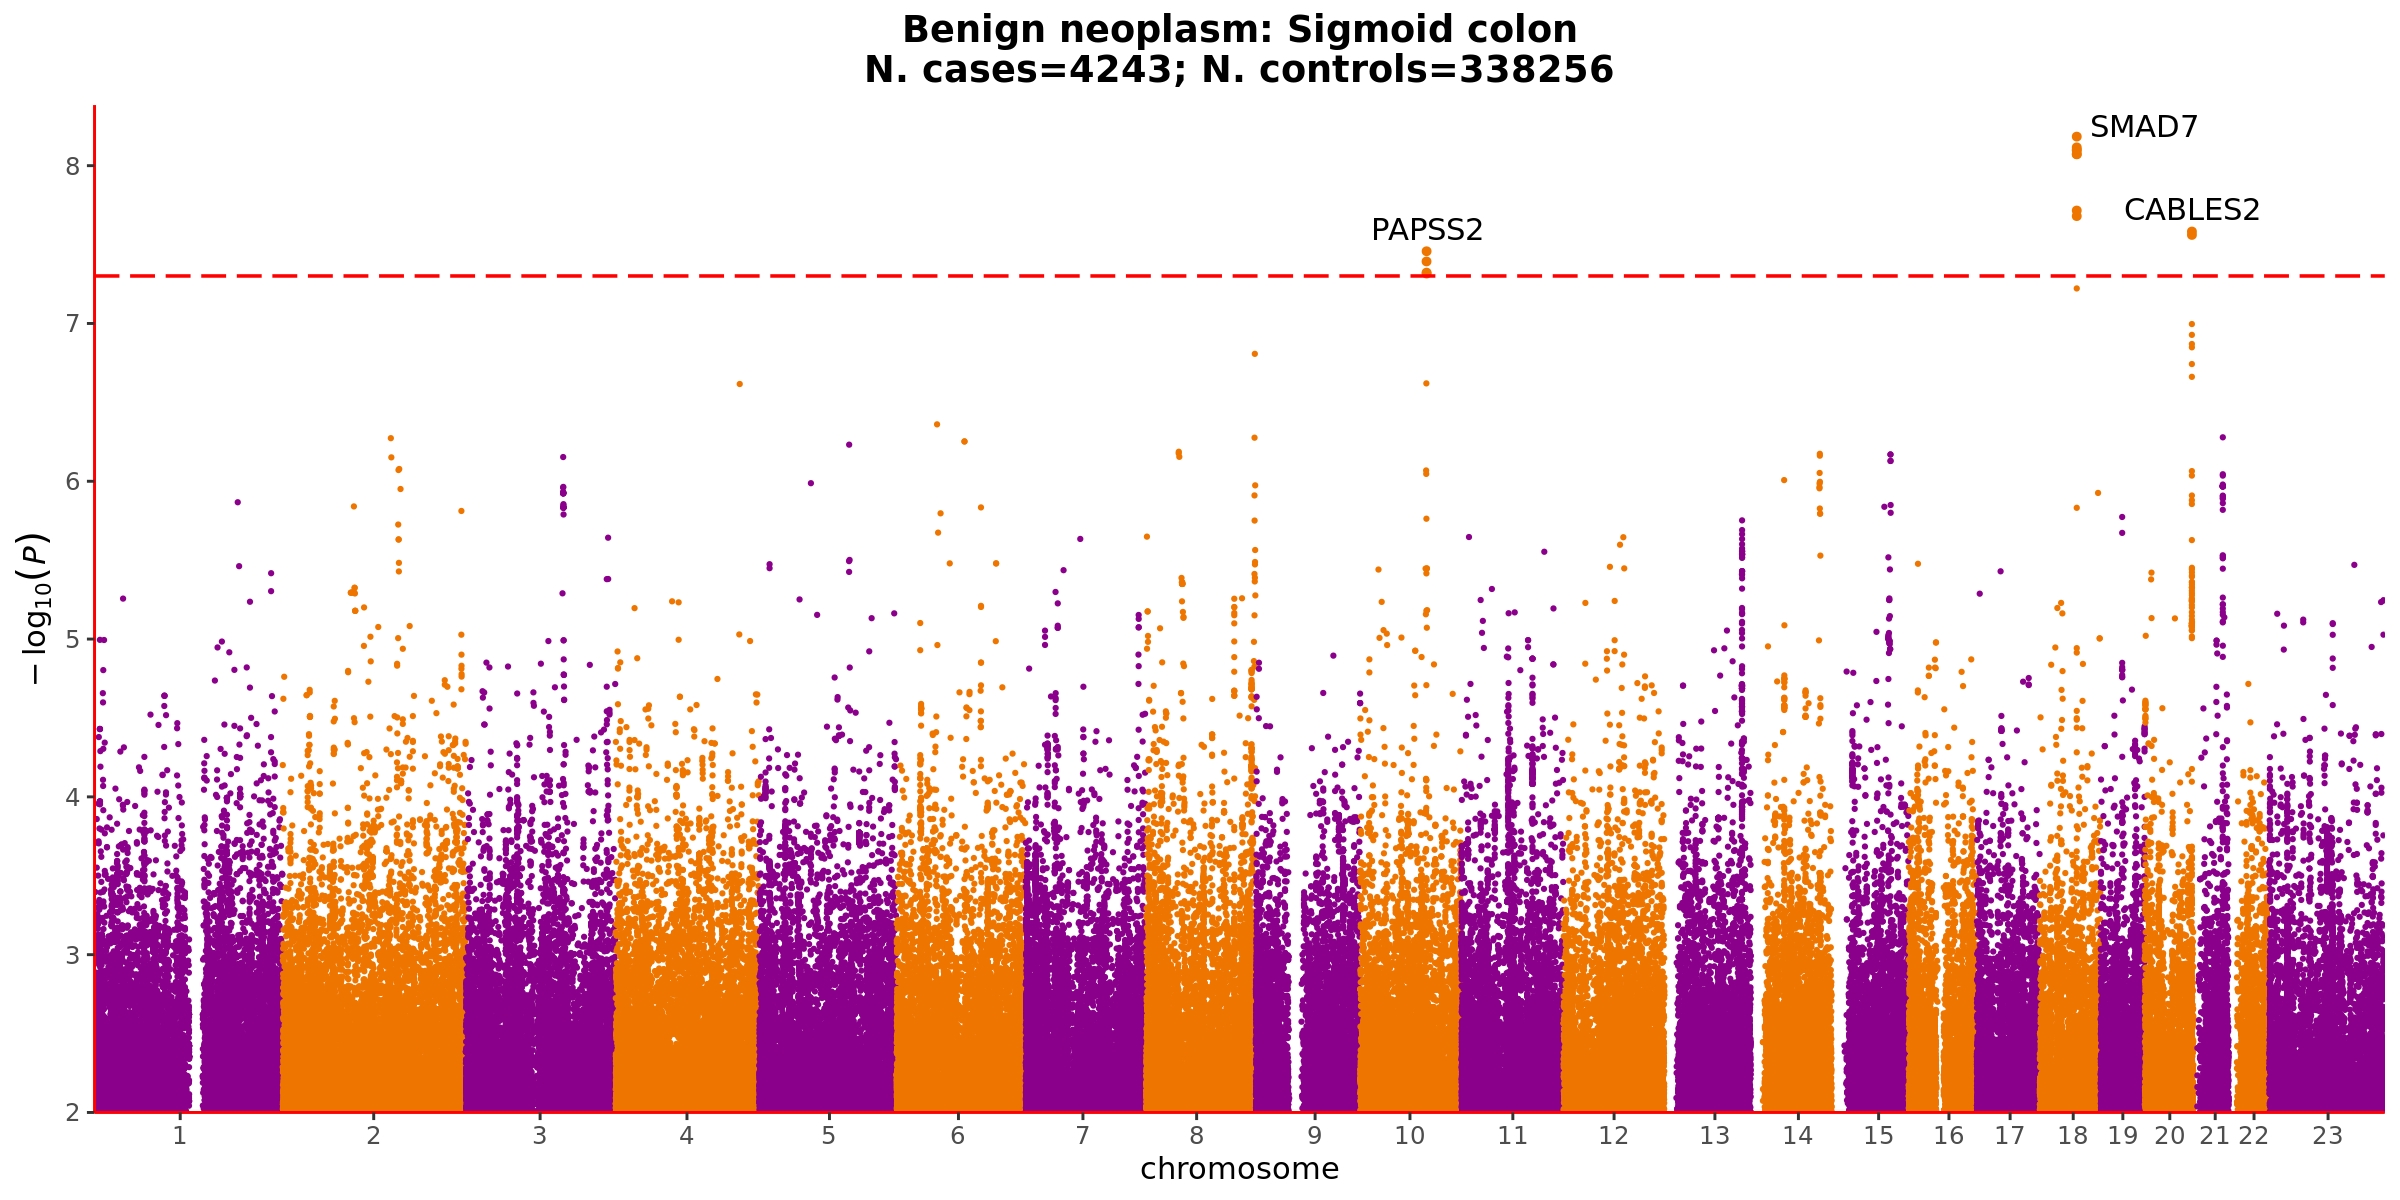 Benign neoplasm: Sigmoid colon
N. cases=4243; N. controls=338256
SMAD7
CABLES2
PAPSS2
8
7
6
5
4
3
2
− log10(P)
1 2 3 4 5 6 7 8 9 10 11 12 13 14 15 16 17 18 19 20 21 22 23
chromosome